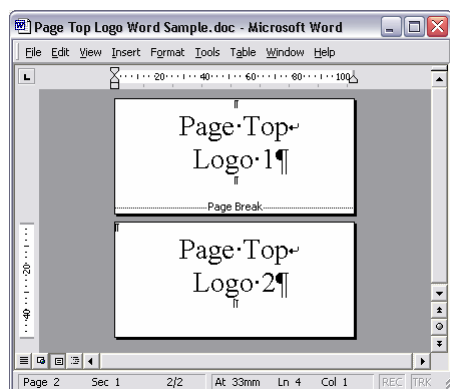 Page Top Logo Word Sample.doc - Microsoft Word
File Edit View Insert Format Tools Table Window Help
L ···20···40···60···80···100
¶
Page·Top↵
Logo·1¶
¶
Page Break
¶
Page·Top↵
Logo·2¶
¶
20
40
Page 2 Sec 1 2/2 At 33mm Ln 4 Col 1 REC TRK